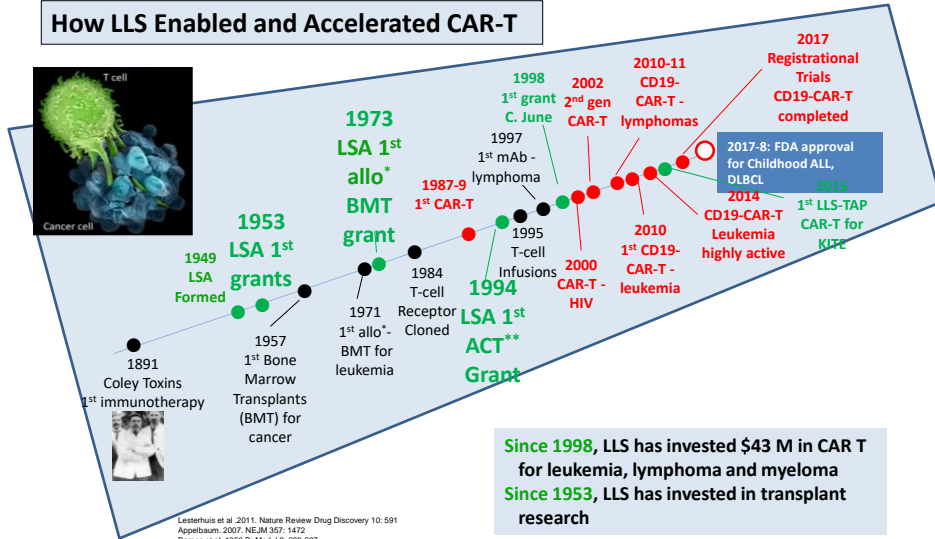 How LLS Enabled and Accelerated CAR-T
T cell
Cancer cell
1949
LSA
Formed
1953
LSA 1st
grants
1973
LSA 1st
allo*
BMT
grant
1987-9
1st CAR-T
1997
1st mAb -
lymphoma
1998
1st grant
C. June
2002
2nd gen
CAR-T
2010-11
CD19-
CAR-T -
lymphomas
2017
Registrational
Trials
CD19-CAR-T
completed
2017-8: FDA approval
for Childhood ALL,
DLBCL
1891
Coley Toxins
1st immunotherapy
1957
1st Bone
Marrow
Transplants
(BMT) for
cancer
1971
1st allo*-
BMT for
leukemia
1984
T-cell
Receptor
Cloned
1994
LSA 1st
ACT**
Grant
1995
T-cell
Infusions
2000
CAR-T -
HIV
2010
1st CD19-
CAR-T -
leukemia
2014
CD19-CAR-T
Leukemia
highly active
2015
1st LLS-TAP
CAR-T for
KITE
Since 1998, LLS has invested $43 M in CAR T
for leukemia, lymphoma and myeloma
Since 1953, LLS has invested in transplant
research
Lesterhuis et al .2011. Nature Review Drug Discovery 10: 591
Appelbaum. 2007. NEJM 357: 1472